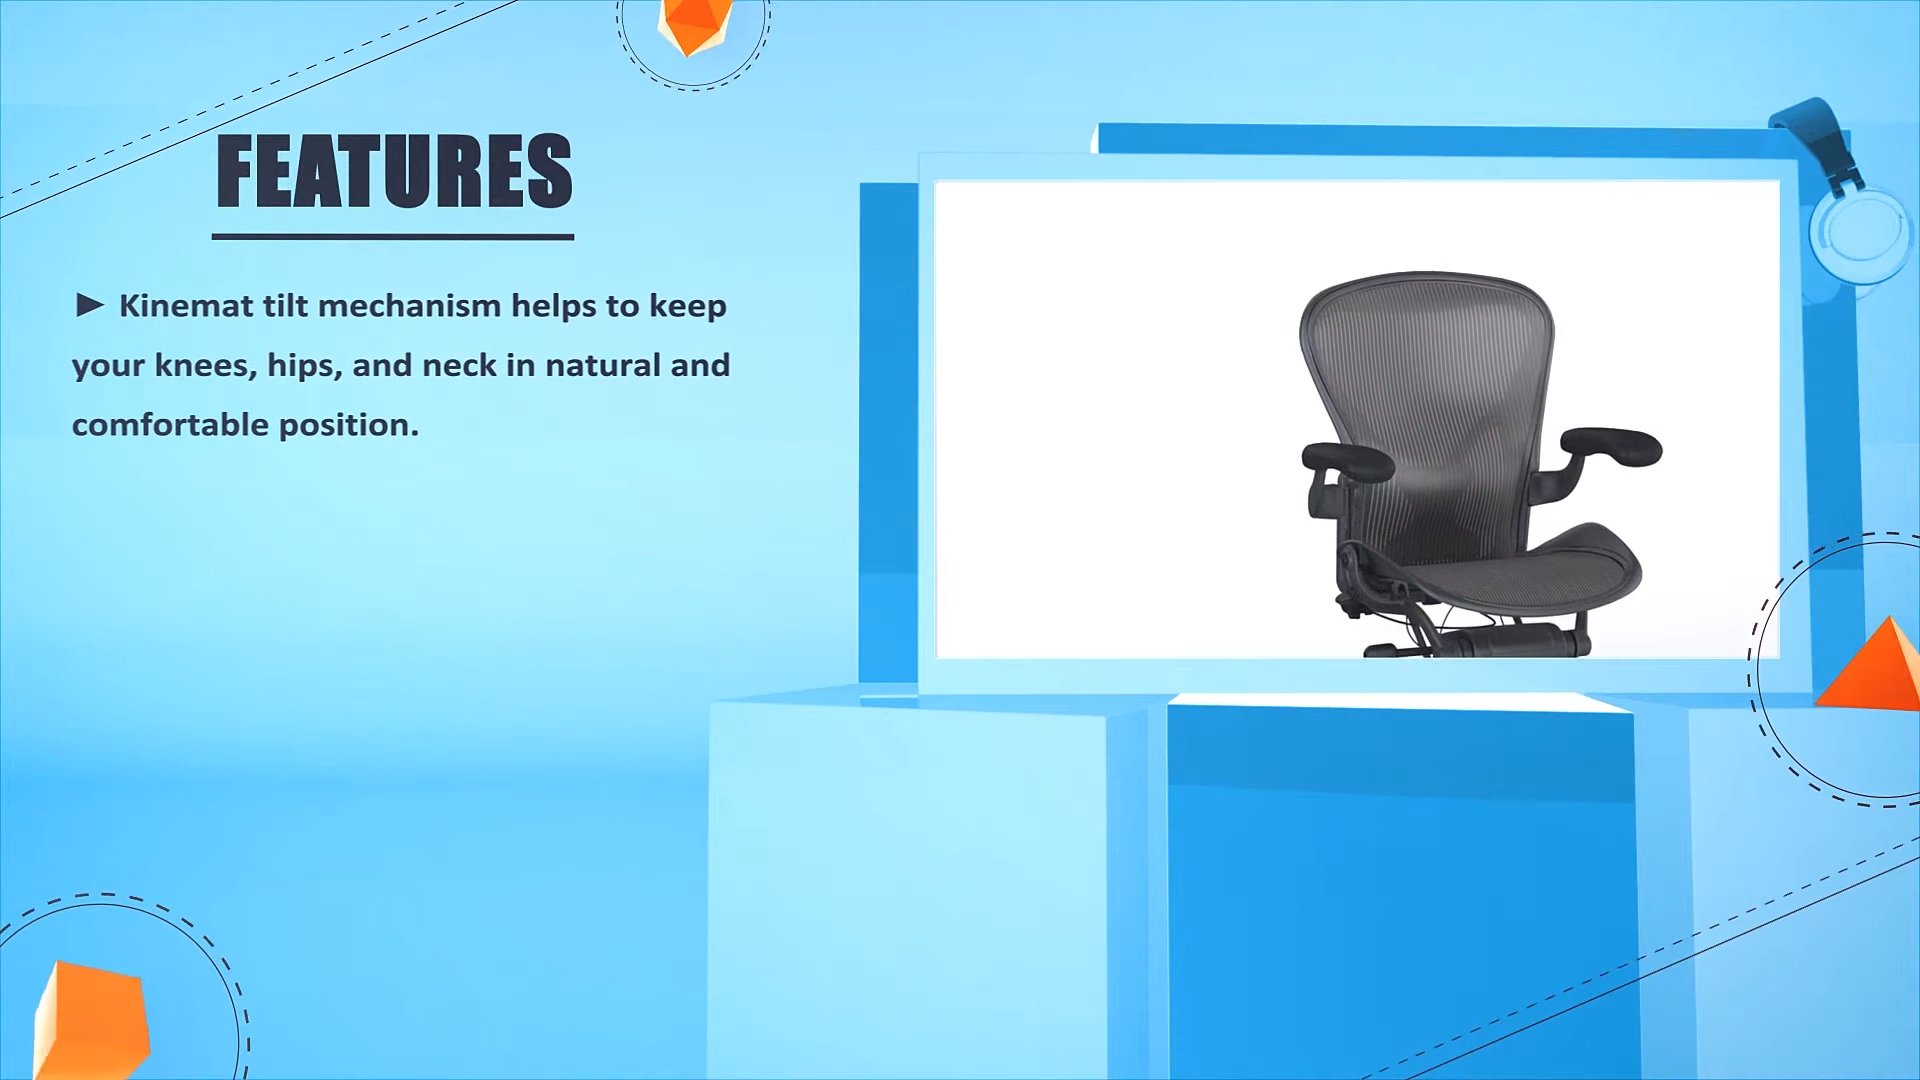 FEATURES
► Kinemat tilt mechanism helps to keep
your knees, hips, and neck in natural and
comfortable position.